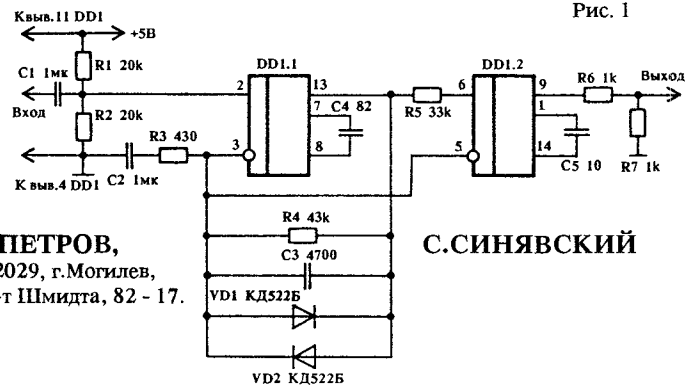 Рис. 1
Квыв.11 DD1
+5В
R1 20k
C1 1мк
Вход
R2 20k
R3 430
К выв.4 DD1
C2 1мк
DD1.1
2
3
13
7
8
C4 82
R5 33k
DD1.2
6
5
9
1
14
C5 10
R6 1k
Выход
R7 1k
R4 43k
C3 4700
VD1 КД522Б
VD2 КД522Б
ПЕТРОВ,
2029, г.Могилев,
-т Шмидта, 82 - 17.
С.СИНЯВСКИЙ